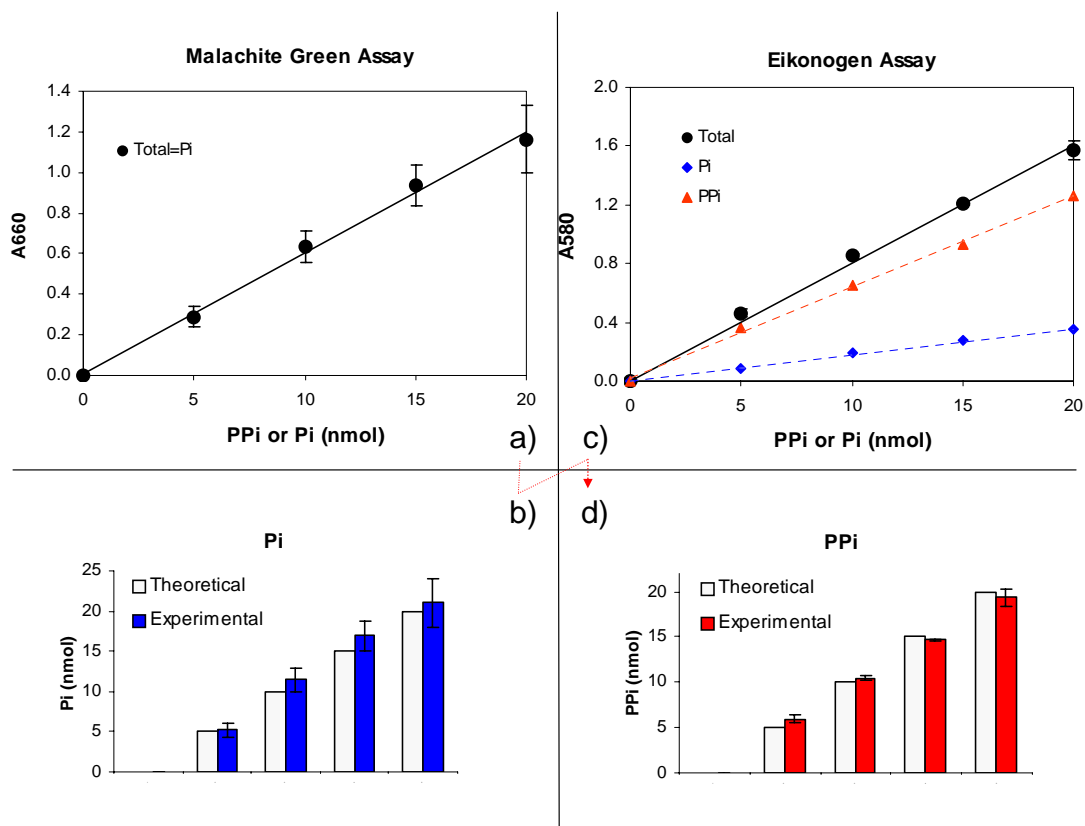 Malachite Green Assay
1.4
1.2
1.0
0.8
0.6
0.4
0.2
0.0
A660
Total=Pi
0 5 10 15 20
PPi or Pi (nmol)
a)
Eikonogen Assay
2.0
1.6
1.2
0.8
0.4
0.0
A580
Total
Pi
PPi
0 5 10 15 20
PPi or Pi (nmol)
c)
b)
Pi
25
20
15
10
5
0
Pi (nmol)
Theoretical
Experimental
d)
PPi
20
15
10
5
0
PPi (nmol)
Theoretical
Experimental